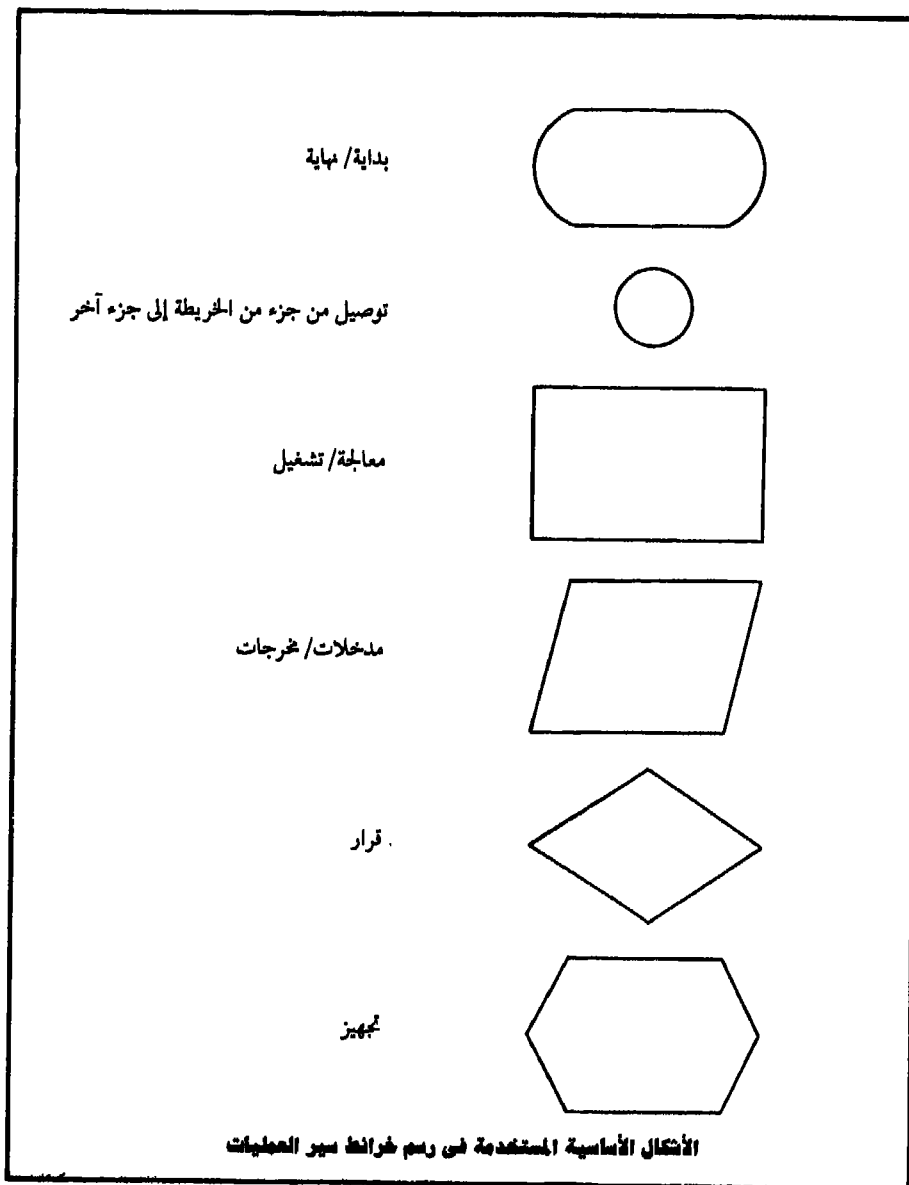 بداية/ نهاية
توصيل من جزء من الخريطة إلى جزء آخر
معالجة/ تشغيل
مدخلات/ مخرجات
قرار
تجهيز
الأشكال الأساسية المستخدمة فى رسم خرائط سير العمليات